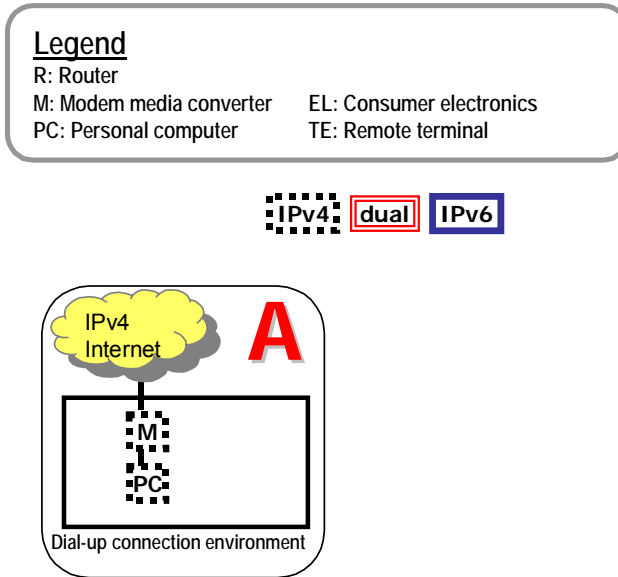 Legend
R: Router
M: Modem media converter EL: Consumer electronics
PC: Personal computer TE: Remote terminal
IPv4 dual IPv6
IPv4
Internet
A
M
PC
Dial-up connection environment